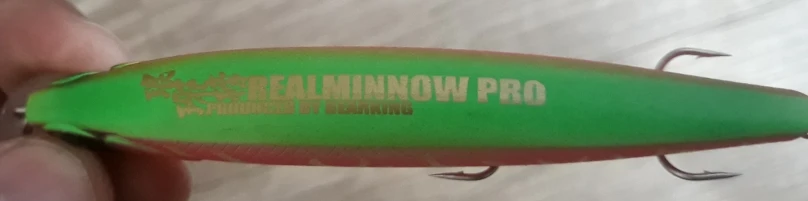 REALMINNOW PRO
PRODUCED BY BEARKING